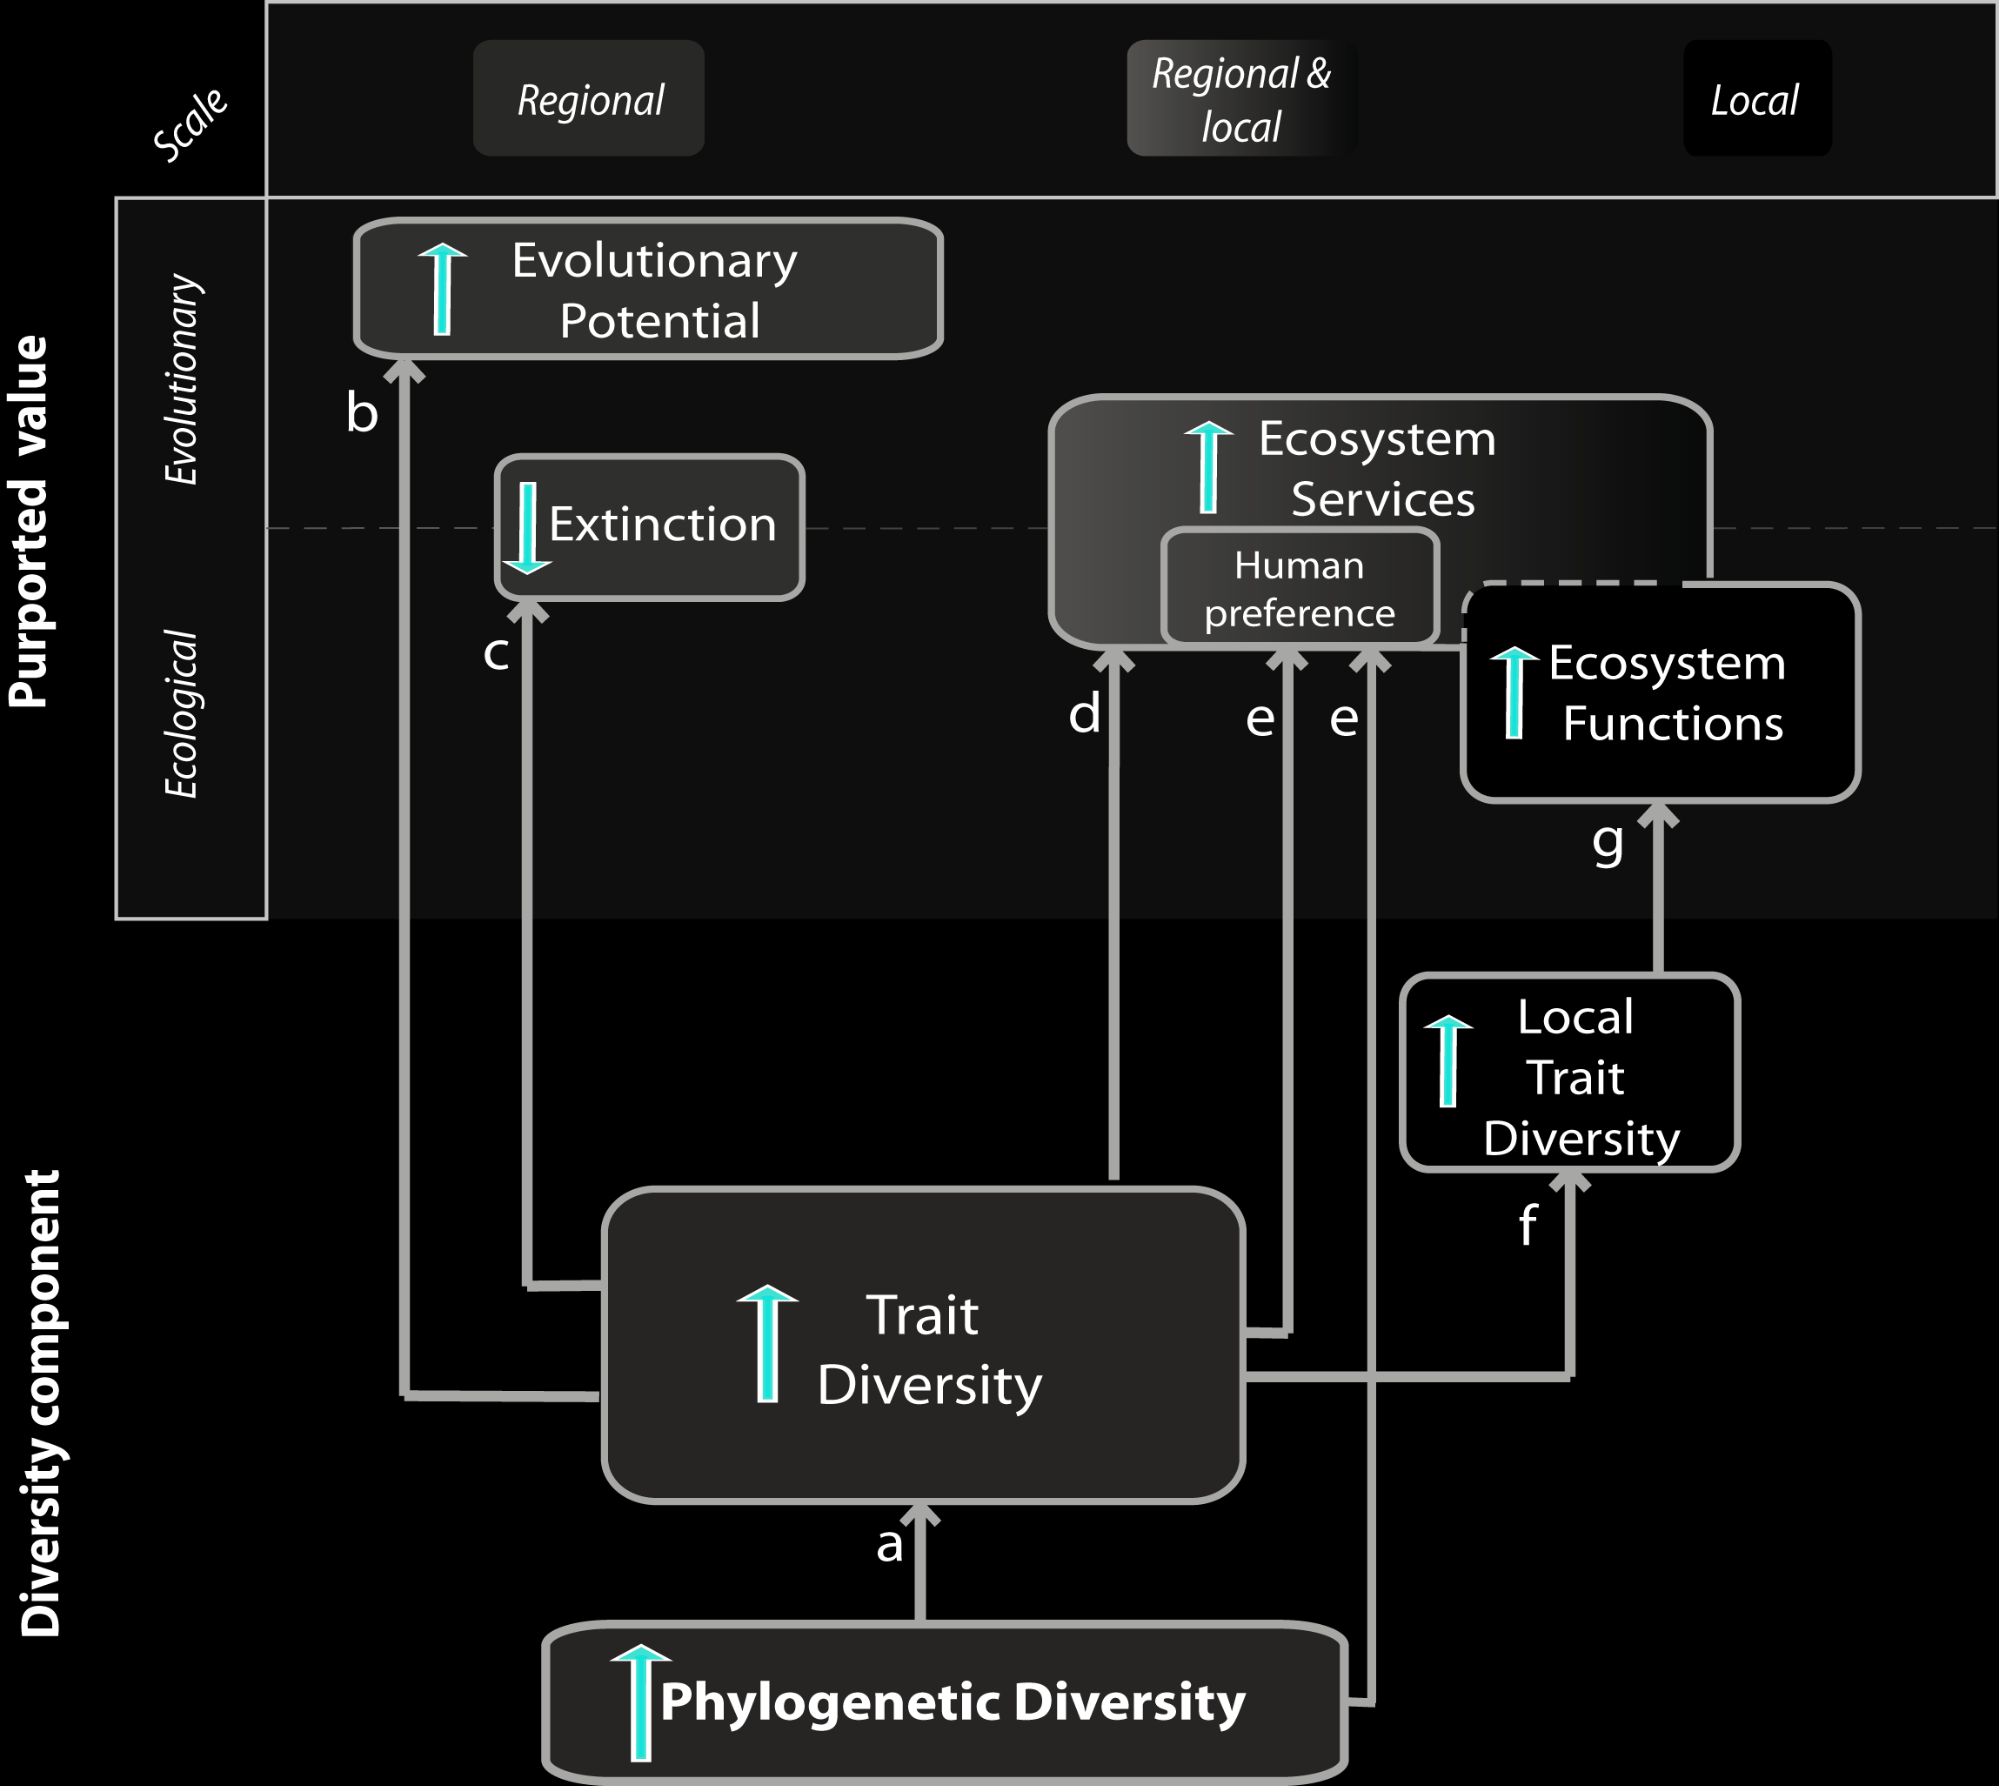 Scale
Regional
Regional &
local
Local
Purported value
Evolutionary
Ecological
Evolutionary
Potential
b
Extinction
c
Ecosystem
Services
Human
preference
d
e
e
Ecosystem
Functions
g
Local
Trait
Diversity
f
Diversity component
Trait
Diversity
a
Phylogenetic Diversity